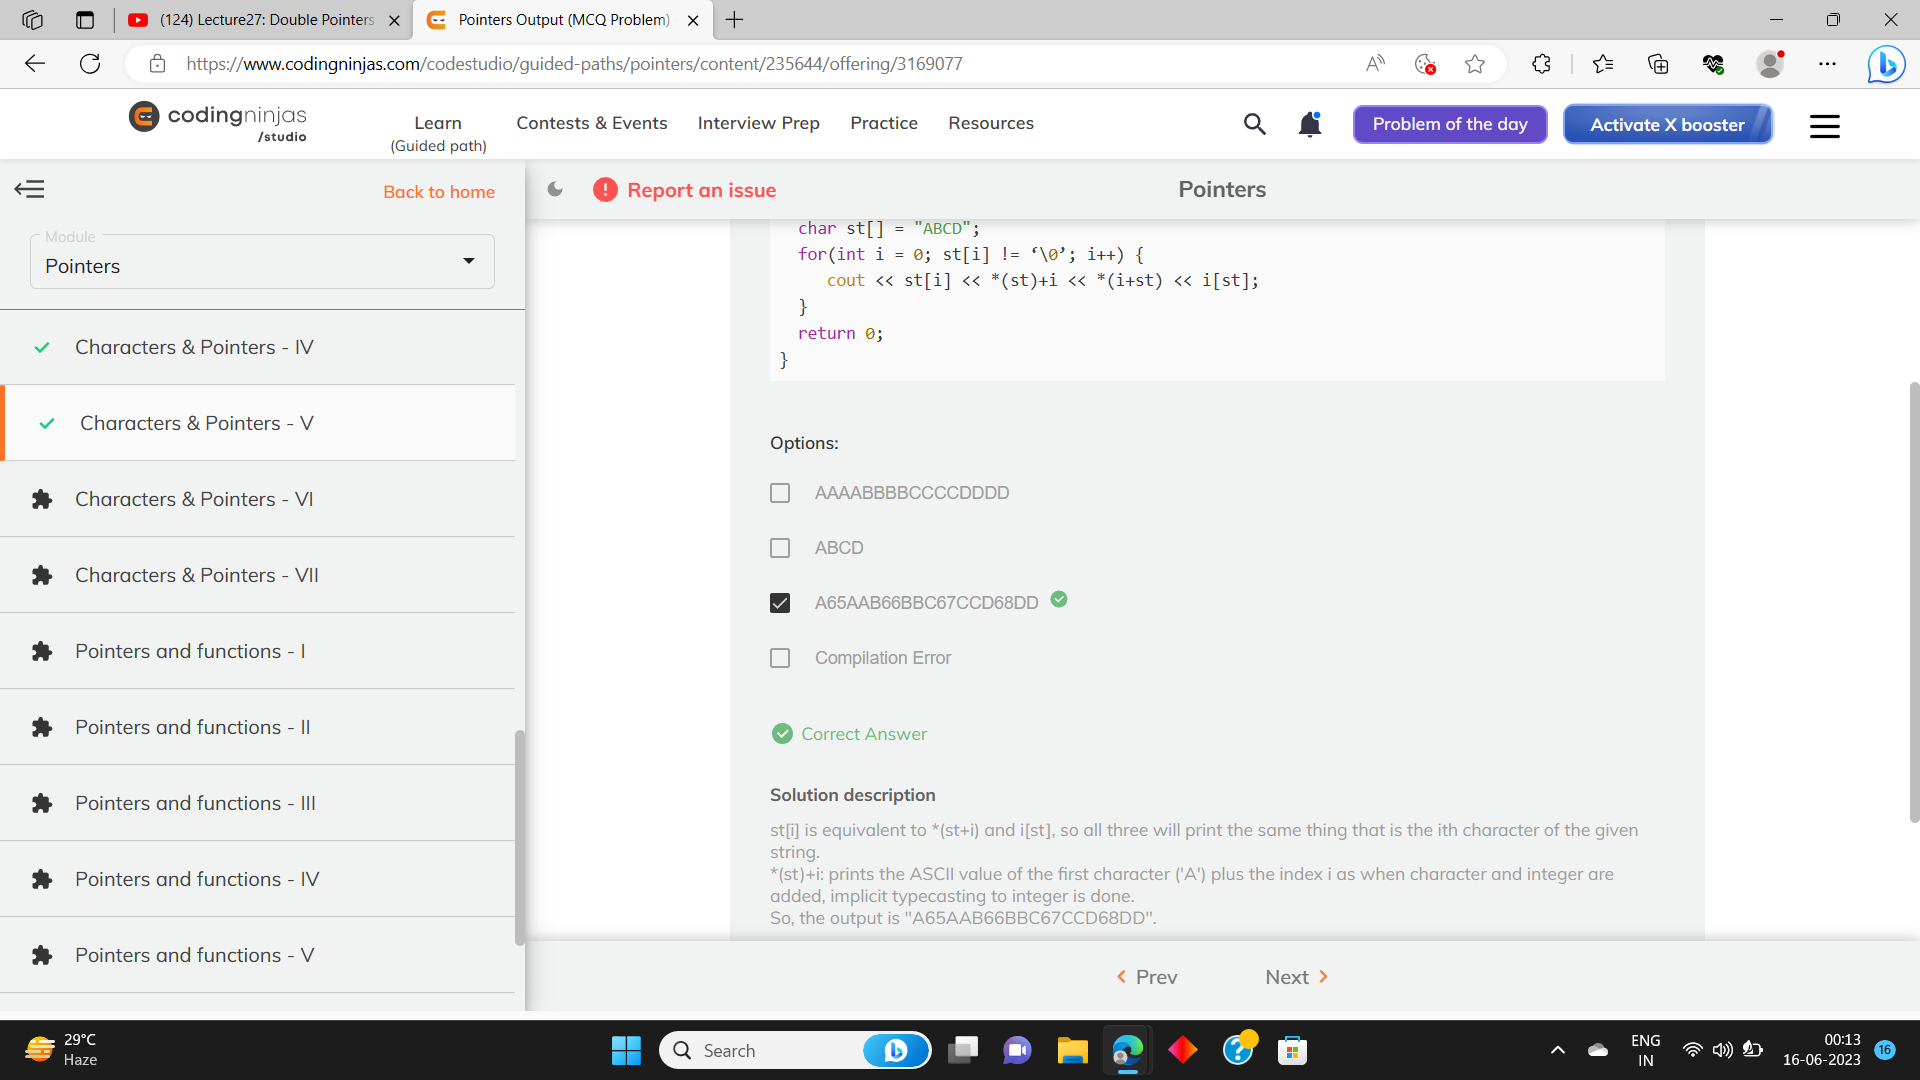 (124) Lecture27: Double Pointers
Pointers Output (MCQ Problem)
https://www.codingninjas.com/codestudio/guided-paths/pointers/content/235644/offering/3169077
codingninjas
/studio
Learn
(Guided path)
Contests & Events
Interview Prep
Practice
Resources
Problem of the day
Activate X booster
Back to home
Report an issue
Pointers
Module
Pointers
Characters & Pointers - IV
Characters & Pointers - V
Characters & Pointers - VI
Characters & Pointers - VII
Pointers and functions - I
Pointers and functions - II
Pointers and functions - III
Pointers and functions - IV
Pointers and functions - V
char st[] = "ABCD";
for(int i = 0; st[i] != ‘\0’; i++) {
cout << st[i] << *(st)+i << *(i+st) << i[st];
}
return 0;
}
Options:
AAAABBBBCCCCDDDD
ABCD
A65AAB66BBC67CCD68DD
Compilation Error
Correct Answer
Solution description
st[i] is equivalent to *(st+i) and i[st], so all three will print the same thing that is the ith character of the given
string.
*(st)+i: prints the ASCII value of the first character ('A') plus the index i as when character and integer are
added, implicit typecasting to integer is done.
So, the output is "A65AAB66BBC67CCD68DD".
Prev
Next
29°C
Haze
Search
ENG
IN
00:13
16-06-2023
16